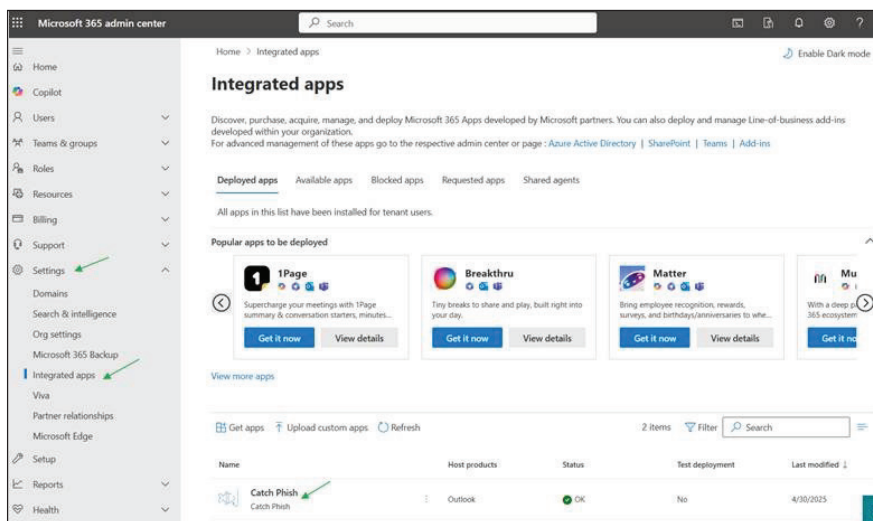 Microsoft 365 admin center
Search
Home > Integrated apps
Enable Dark mode
Home
Copilot
Users
Teams & groups
Roles
Resources
Billing
Support
Settings
Domains
Search & intelligence
Org settings
Microsoft 365 Backup
Integrated apps
Viva
Partner relationships
Microsoft Edge
Setup
Reports
Health
Integrated apps
Discover, purchase, acquire, manage, and deploy Microsoft 365 Apps developed by Microsoft partners. You can also deploy and manage Line-of-business add-ins
developed within your organization.
For advanced management of these apps go to the respective admin center or page : Azure Active Directory | SharePoint | Teams | Add-ins
Deployed apps Available apps Blocked apps Requested apps Shared agents
All apps in this list have been installed for tenant users.
Popular apps to be deployed
1Page
Supercharge your meetings with 1Page
summary & conversation starters, minutes...
Get it now View details
Breakthru
Tiny breaks to share and play, built right into
your day.
Get it now View details
Matter
Bring employee recognition, rewards,
surveys, and birthdays/anniversaries to whe...
Get it now View details
Mu
With a deep p
365 ecosystem
Get it no
View more apps
Get apps Upload custom apps Refresh 2 items Filter Search
Name Host products Status Test deployment Last modified ↓
Catch Phish Outlook OK No 4/30/2025
Catch Phish